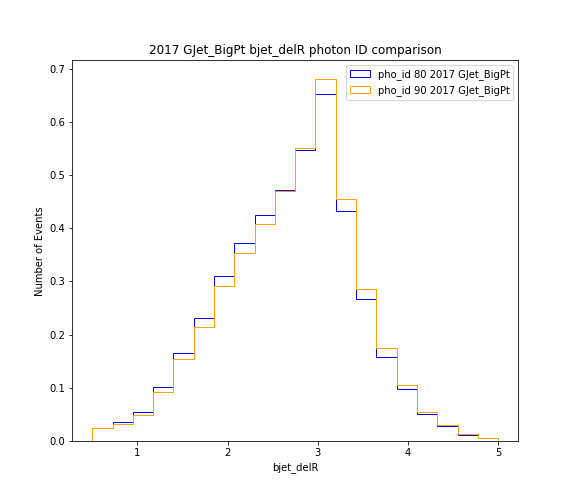 2017 GJet_BigPt bjet_delR photon ID comparison
pho_id 80 2017 GJet_BigPt
pho_id 90 2017 GJet_BigPt
Number of Events
0.7
0.6
0.5
0.4
0.3
0.2
0.1
0.0
1 2 3 4 5
bjet_delR